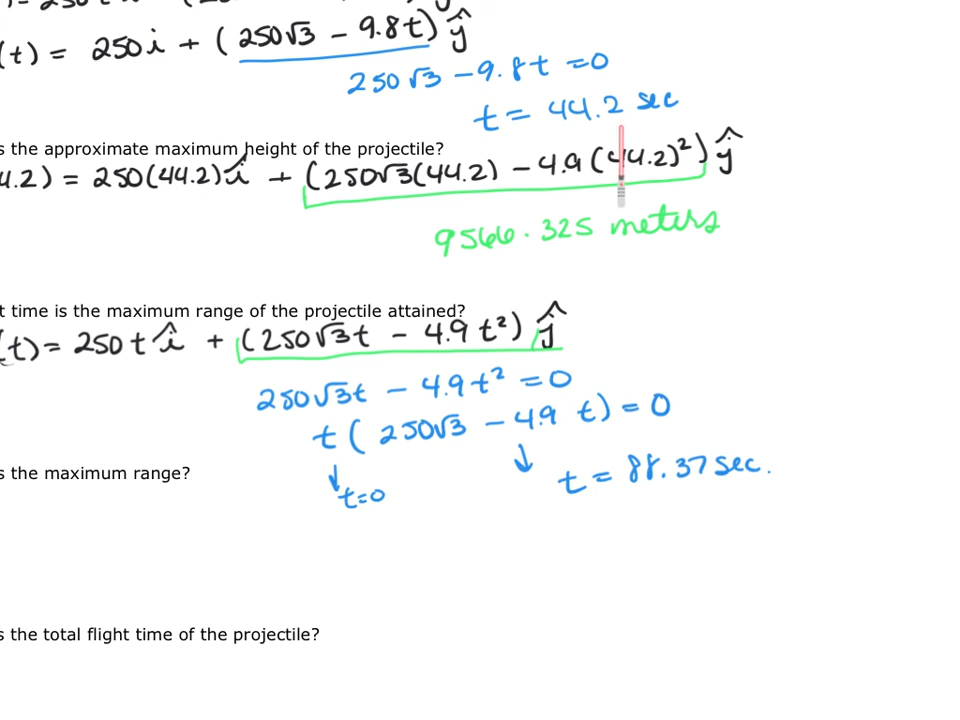 (t) = 250i + (250√3 - 9.8t) ĵ
250√3 - 9.8t = 0
t = 44.2 sec
s the approximate maximum height of the projectile?
4.2) = 250(44.2)î + (250√3(44.2) - 4.9(44.2)²) ĵ
9566.325 meters
t time is the maximum range of the projectile attained?
(t) = 250tî + (250√3t - 4.9t²) ĵ
250√3t - 4.9t² = 0
t(250√3 - 4.9 t) = 0
s the maximum range?
↓ ↓ t = 88.37 sec.
t=0
s the total flight time of the projectile?